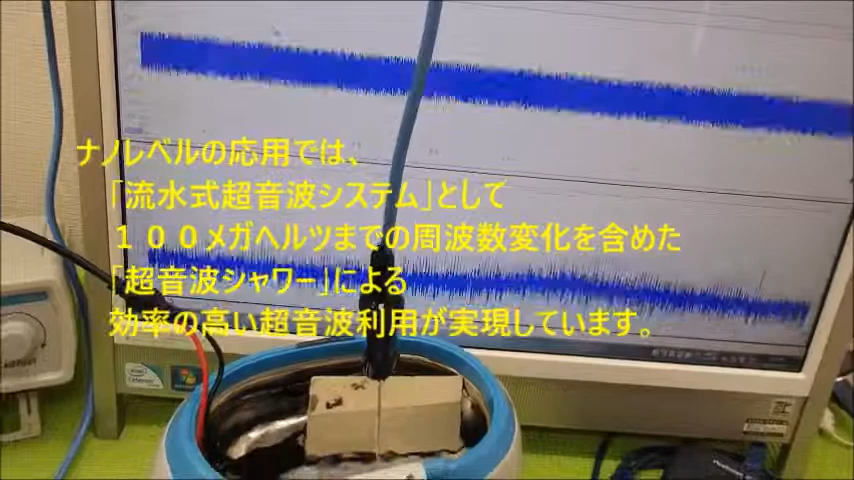 ナノレベルの応用では、
「流水式超音波システム」として
１００メガヘルツまでの周波数変化を含めた
「超音波シャワー」による
効率の高い超音波利用が実現しています。
intel
Celeron